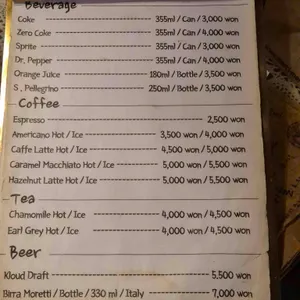 Beverage
Coke ---------------- 355ml / Can / 3,000 won
Zero Coke ---------------- 355ml / Can / 4,000 won
Sprite ---------------- 355ml / Can / 4,000 won
Dr, Pepper ---------------- 355ml / Can / 4,000 won
Orange Juice ---------------- 180ml / Bottle / 3,500 won
S . Pellegrino ---------------- 250ml / Bottle / 3,500 won
Coffee
Espresso ---------------- 2,500 won
Americano Hot / Ice ---------------- 3,500 won / 4,000 won
Caffe Latte Hot / Ice ---------------- 4,500 won / 5,000 won
Caramel Macchiato Hot / Ice ---------------- 5,000 won / 5,500 won
Hazelnut Latte Hot / Ice ---------------- 5,000 won / 5,500 won
Tea
Chamomile Hot / Ice ---------------- 4,000 won / 4,500 won
Earl Grey Hot / Ice ---------------- 4,000 won / 4,500 won
Beer
Kloud Draft ---------------- 5,500 won
Birra Moretti / Bottle / 330 ml / Italy ---------------- 7,000 won